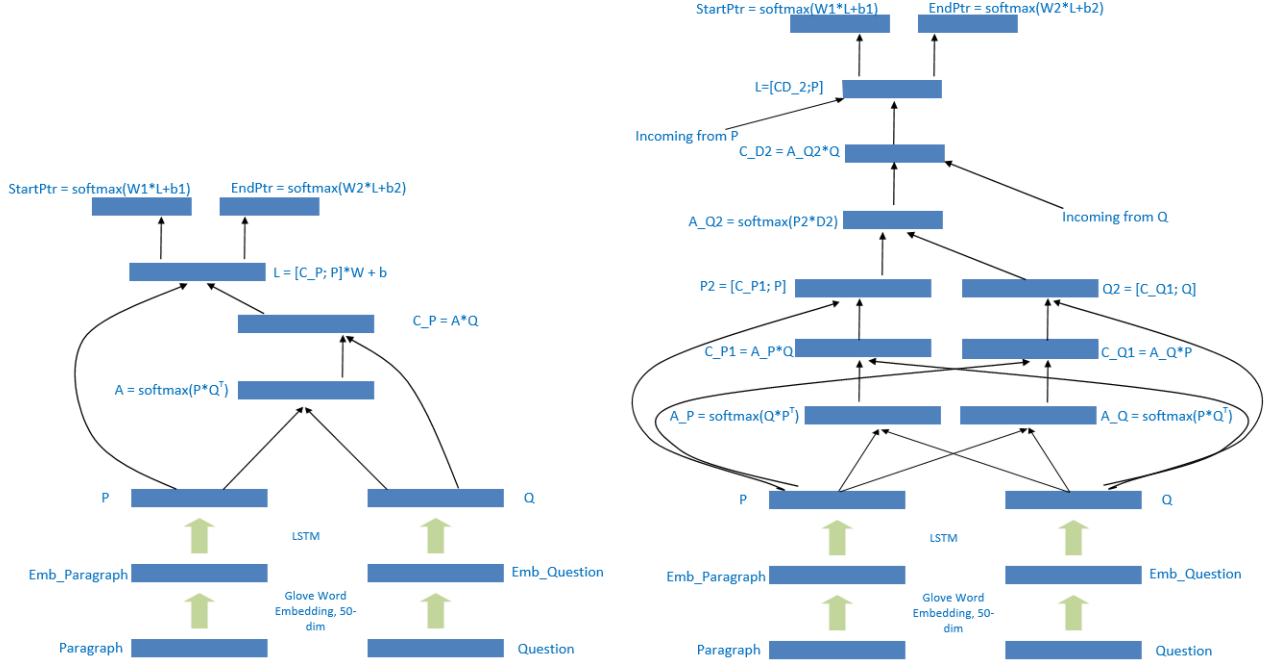 StartPtr = softmax(W1*L+b1)
EndPtr = softmax(W2*L+b2)
L = [C_P; P]*W + b
C_P = A*Q
A = softmax(P*Qᵀ)
P
Q
LSTM
Emb_Paragraph
Emb_Question
Glove Word
Embedding, 50-
dim
Paragraph
Question
StartPtr = softmax(W1*L+b1)
EndPtr = softmax(W2*L+b2)
L=[CD_2;P]
Incoming from P
C_D2 = A_Q2*Q
Incoming from Q
A_Q2 = softmax(P2*D2)
P2 = [C_P1; P]
Q2 = [C_Q1; Q]
C_P1 = A_P*Q
C_Q1 = A_Q*P
A_P = softmax(Q*Pᵀ)
A_Q = softmax(P*Qᵀ)
P
Q
LSTM
Emb_Paragraph
Emb_Question
Glove Word
Embedding, 50-
dim
Paragraph
Question